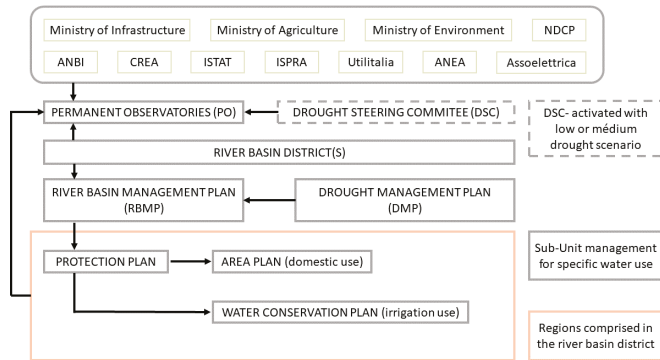 Ministry of Infrastructure Ministry of Agriculture Ministry of Environment NDCP
ANBI CREA ISTAT ISPRA Utilitalia ANEA Assoelettrica
PERMANENT OBSERVATORIES (PO) DROUGHT STEERING COMMITEE (DSC)
DSC- activated with
low or médium
drought scenario
RIVER BASIN DISTRICT(S)
RIVER BASIN MANAGEMENT PLAN
(RBMP)
DROUGHT MANAGEMENT PLAN
(DMP)
PROTECTION PLAN AREA PLAN (domestic use)
Sub-Unit management
for specific water use
WATER CONSERVATION PLAN (irrigation use)
Regions comprised in
the river basin district